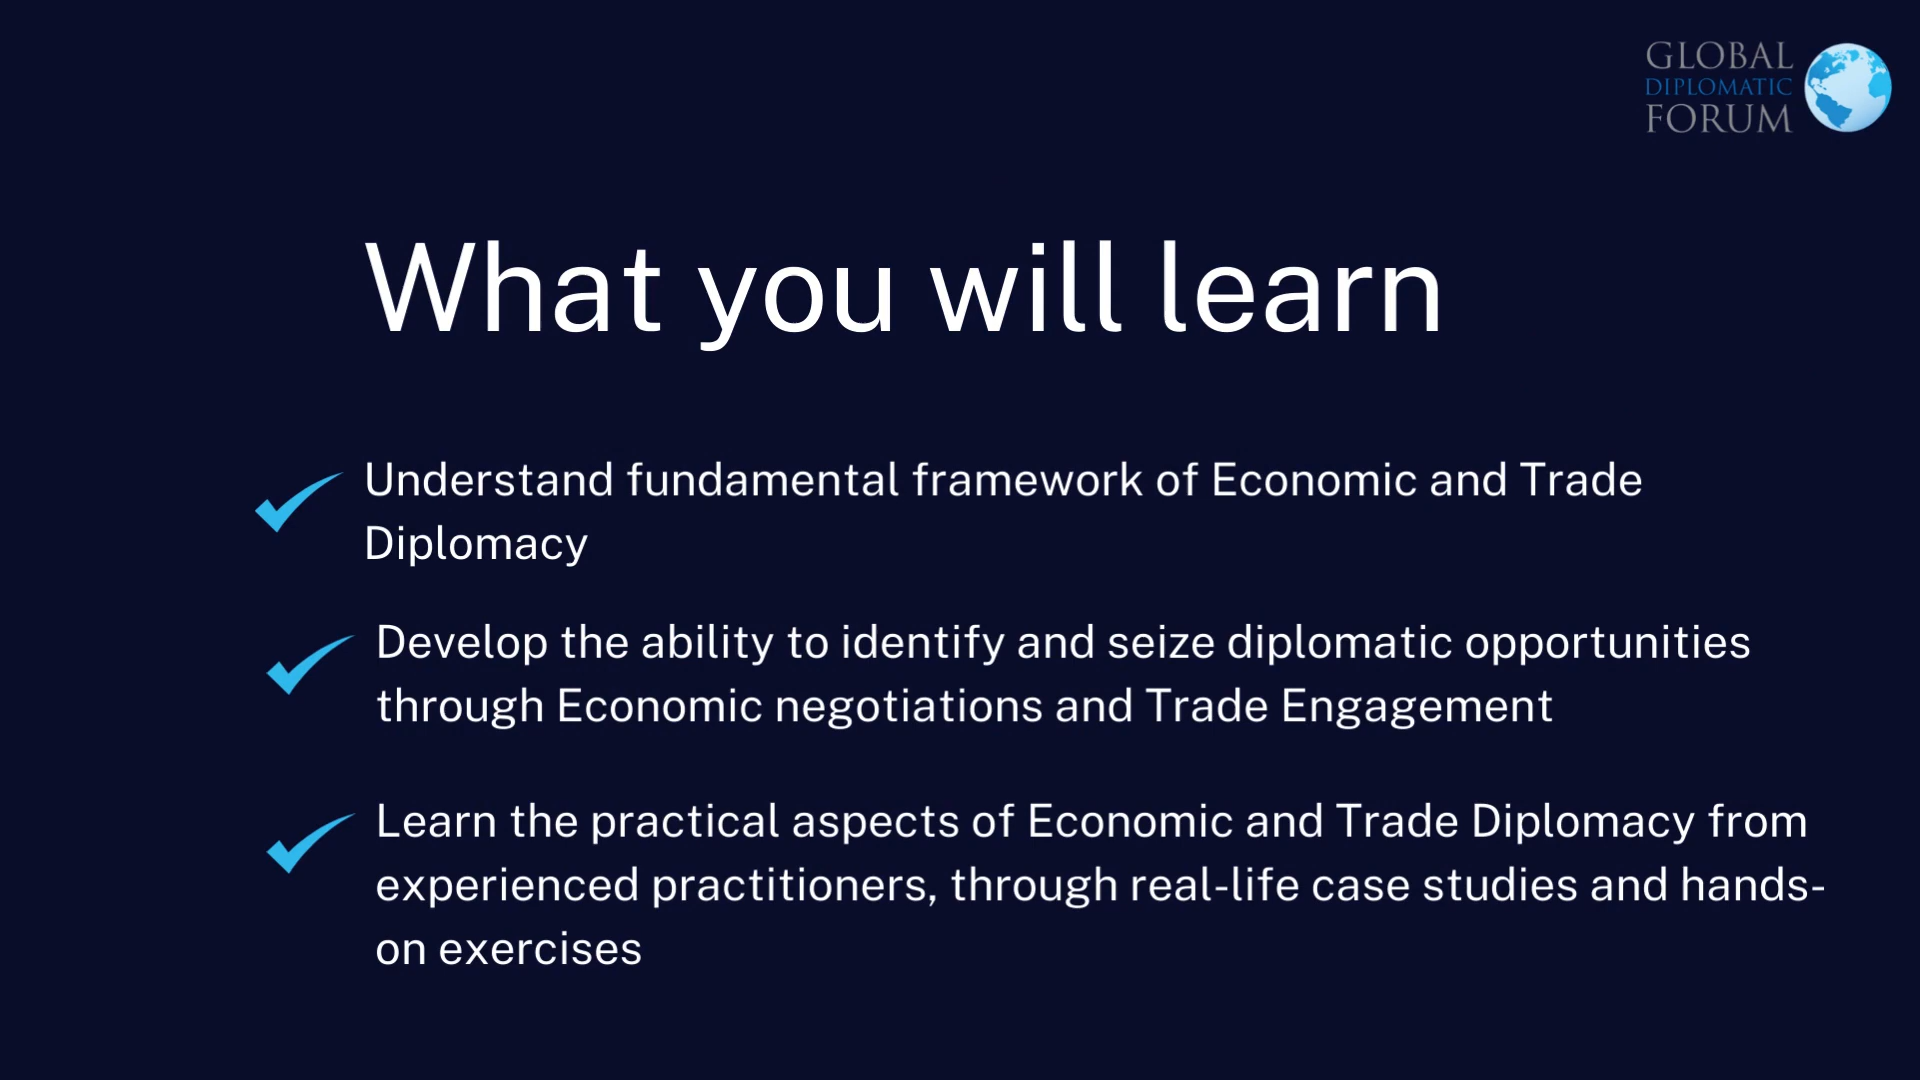 GLOBAL
DIPLOMATIC
FORUM
What you will learn
Understand fundamental framework of Economic and Trade
Diplomacy
Develop the ability to identify and seize diplomatic opportunities
through Economic negotiations and Trade Engagement
Learn the practical aspects of Economic and Trade Diplomacy from
experienced practitioners, through real-life case studies and hands-
on exercises